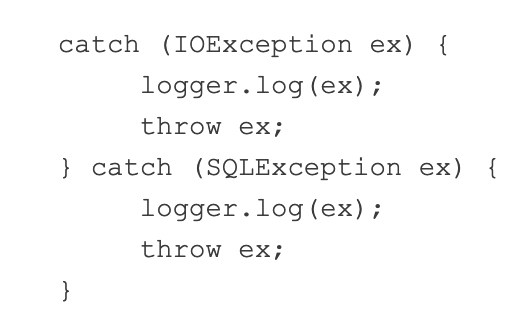 catch (IOException ex) {
     logger.log(ex);
     throw ex;
} catch (SQLException ex) {
     logger.log(ex);
     throw ex;
}